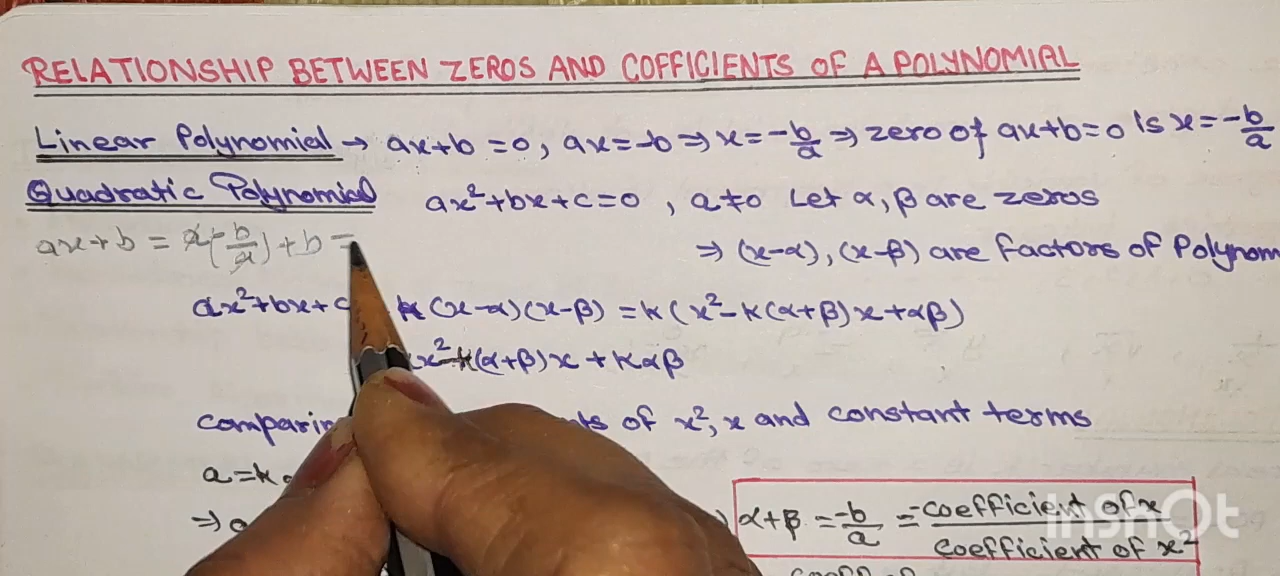 RELATIONSHIP BETWEEN ZEROS AND COFFICIENTS OF A POLYNOMIAL
Linear Polynomial → ax+b=0, ax=-b ⇒ x=-b/a ⇒ zero of ax+b=0 is x=-b/a
Quadratic Polynomial ax²+bx+c=0, a≠0 Let α, β are zeros
ax+b = a(-b/a)+b =
⇒ (x-α), (x-β) are factors of Polynom
ax²+bx+c k(x-α)(x-β) = k(x²-k(α+β)x+αβ)
x²-k(α+β)x + kαβ
of x², x and constant terms
a=k
⇒
α+β = -b/a = -coefficient of x / coefficient of x²
InShOt